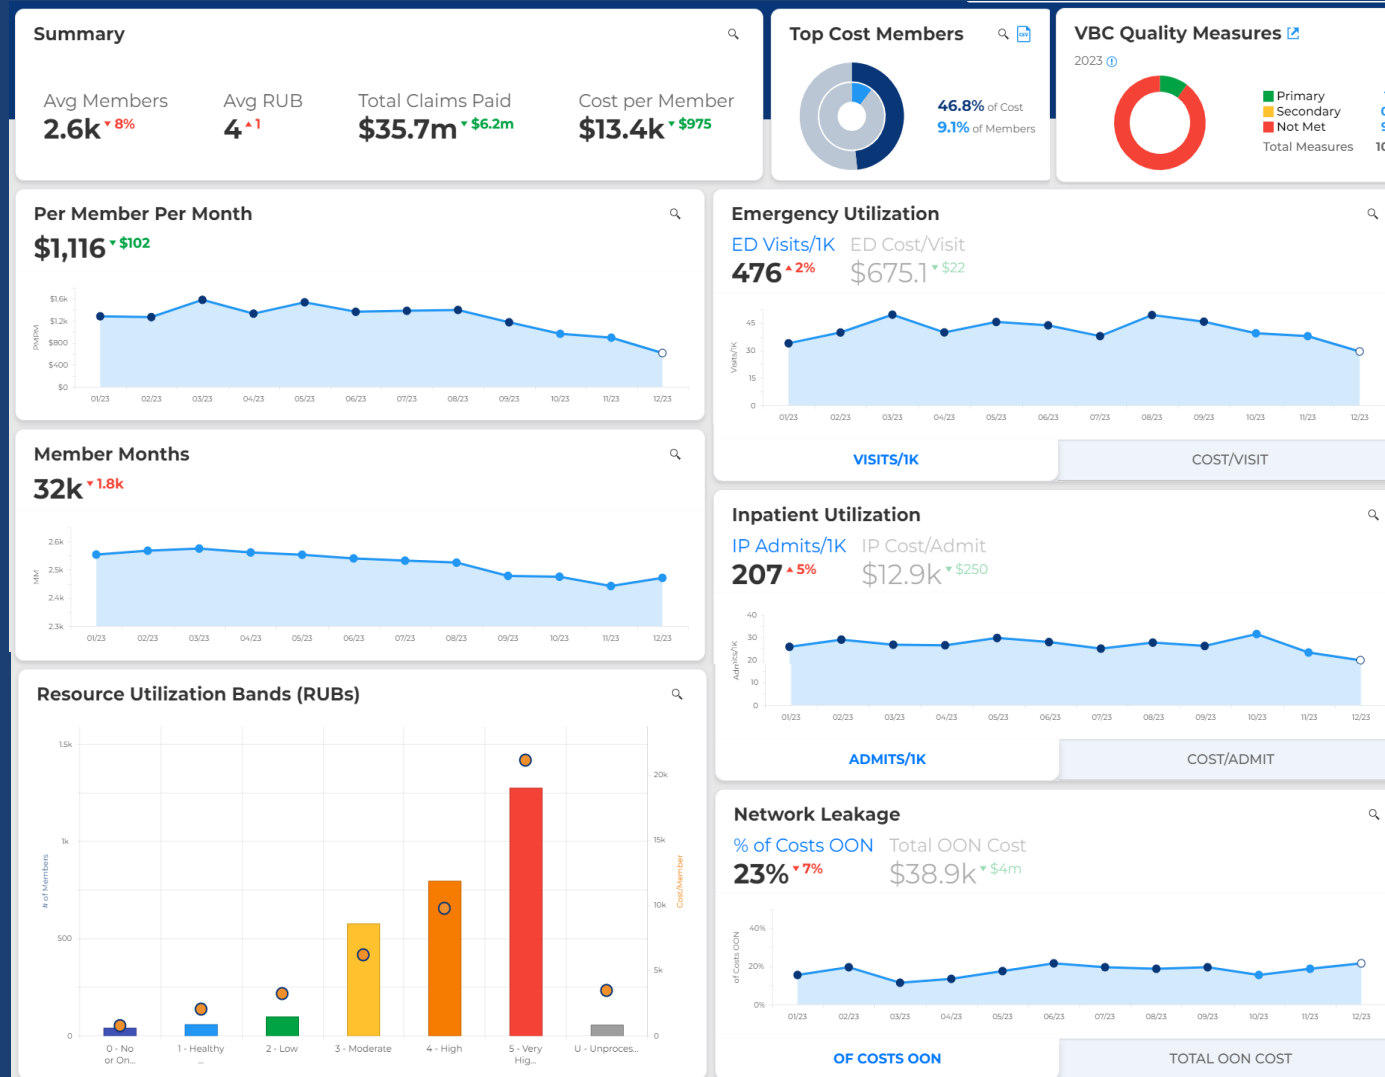 Summary
Avg Members
2.6k 8%
Avg RUB
4 1
Total Claims Paid
$35.7m $6.2m
Cost per Member
$13.4k $975
Top Cost Members
CSV
46.8% of Cost
9.1% of Members
VBC Quality Measures
2023
Primary
Secondary
Not Met
Total Measures 10
Per Member Per Month
$1,116 $102
PMPM
$1.6k
$1.2k
$800
$400
$0
01/23 02/23 03/23 04/23 05/23 06/23 07/23 08/23 09/23 10/23 11/23 12/23
Emergency Utilization
ED Visits/1K ED Cost/Visit
476 2% $675.1 $22
Visits/1K
45
30
15
0
01/23 02/23 03/23 04/23 05/23 06/23 07/23 08/23 09/23 10/23 11/23 12/23
VISITS/1K COST/VISIT
Member Months
32k 1.8k
MM
2.6k
2.5k
2.4k
2.3k
01/23 02/23 03/23 04/23 05/23 06/23 07/23 08/23 09/23 10/23 11/23 12/23
Inpatient Utilization
IP Admits/1K IP Cost/Admit
207 5% $12.9k $250
Admits/1K
40
30
20
10
0
01/23 02/23 03/23 04/23 05/23 06/23 07/23 08/23 09/23 10/23 11/23 12/23
ADMITS/1K COST/ADMIT
Resource Utilization Bands (RUBs)
# of Members
1.5k
1k
500
0
20k
15k
10k
5k
0
Cost/Member
0 - No
or On...
1 - Healthy
...
2 - Low
3 - Moderate
4 - High
5 - Very
Hig...
U - Unproces...
Network Leakage
% of Costs OON Total OON Cost
23% 7% $38.9k $4m
of Costs OON
40%
20%
0%
01/23 02/23 03/23 04/23 05/23 06/23 07/23 08/23 09/23 10/23 11/23 12/23
OF COSTS OON TOTAL OON COST